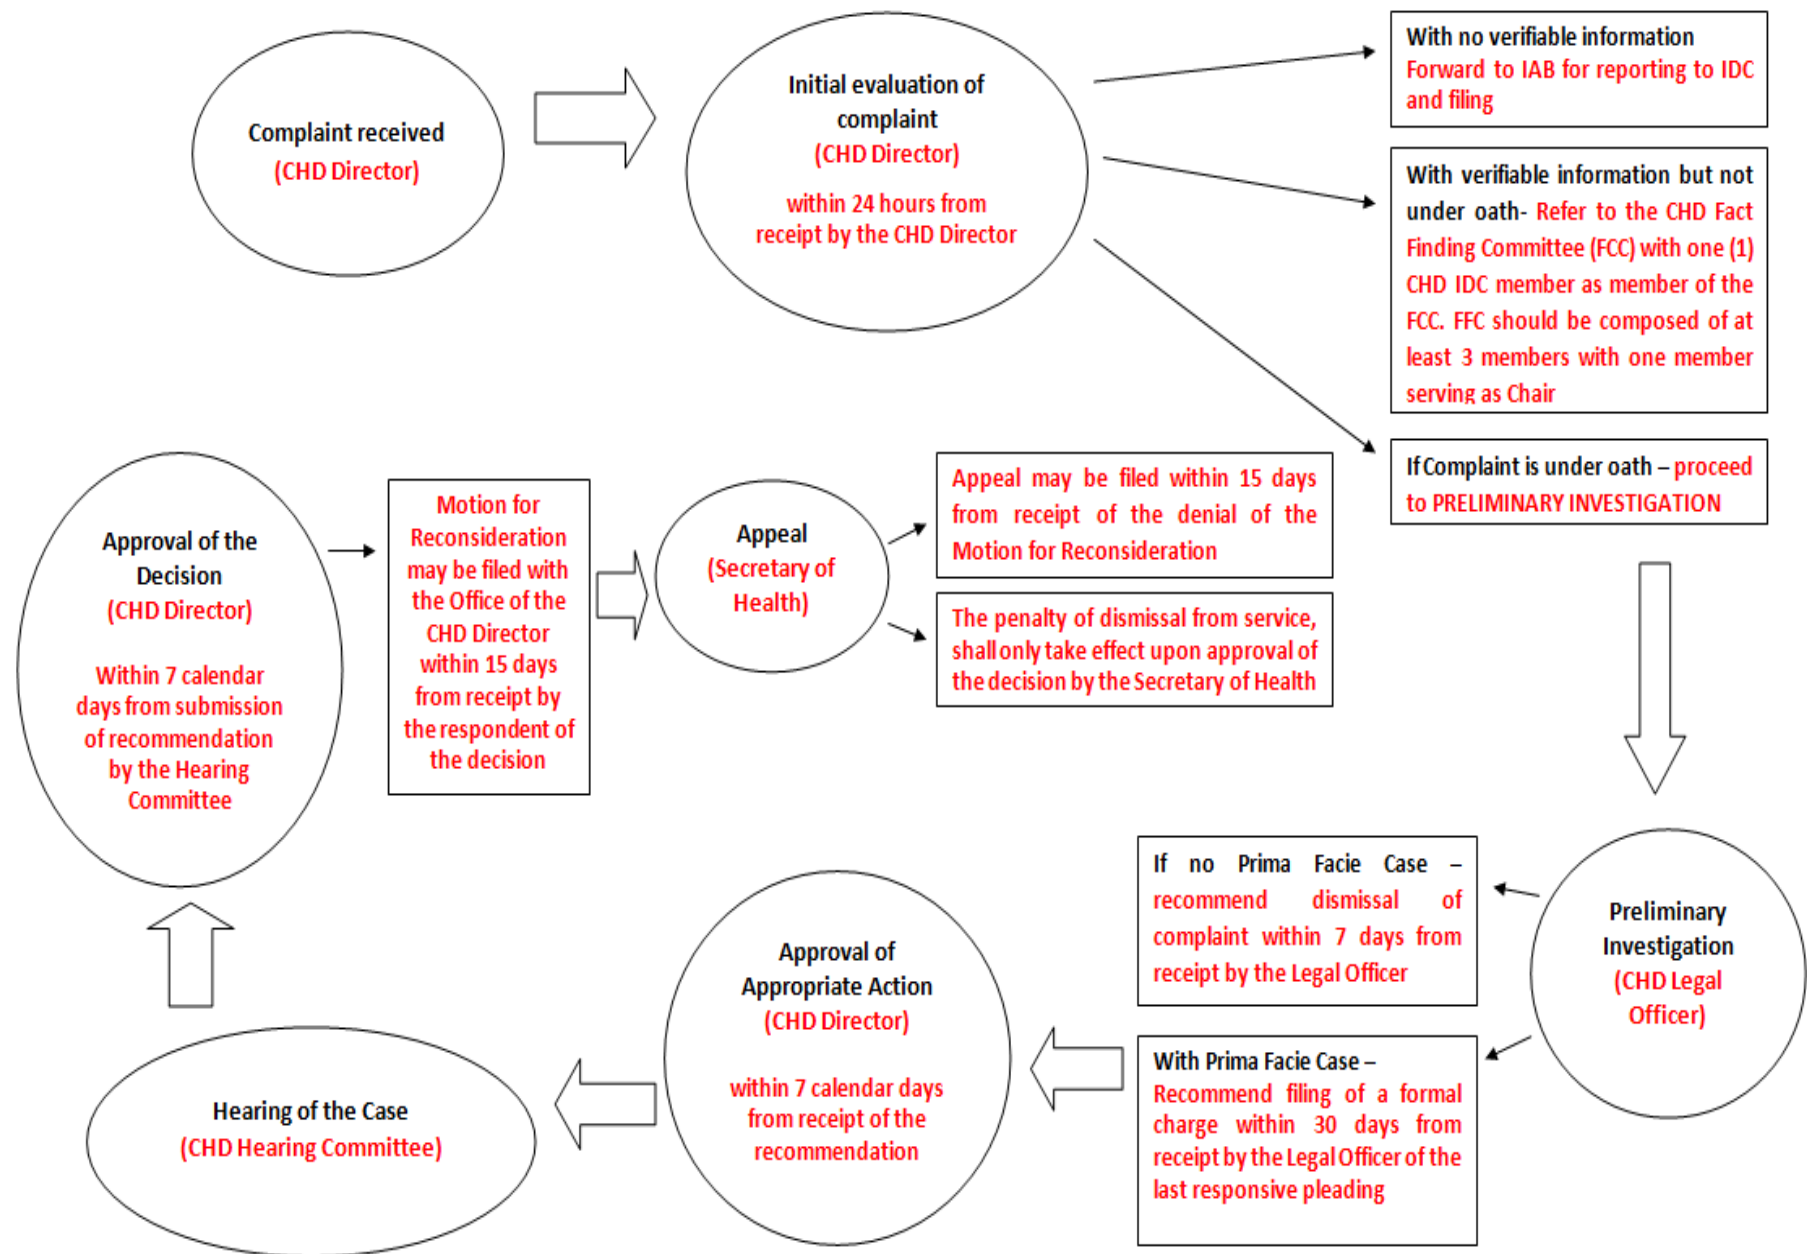 Complaint received
(CHD Director)
Initial evaluation of
complaint
(CHD Director)
within 24 hours from
receipt by the CHD Director
With no verifiable information
Forward to IAB for reporting to IDC
and filing
With verifiable information but not
under oath- Refer to the CHD Fact
Finding Committee (FCC) with one (1)
CHD IDC member as member of the
FCC. FFC should be composed of at
least 3 members with one member
serving as Chair
If Complaint is under oath – proceed
to PRELIMINARY INVESTIGATION
Preliminary
Investigation
(CHD Legal
Officer)
If no Prima Facie Case –
recommend dismissal of
complaint within 7 days from
receipt by the Legal Officer
With Prima Facie Case –
Recommend filing of a formal
charge within 30 days from
receipt by the Legal Officer of the
last responsive pleading
Approval of
Appropriate Action
(CHD Director)
within 7 calendar days
from receipt of the
recommendation
Hearing of the Case
(CHD Hearing Committee)
Approval of the
Decision
(CHD Director)
Within 7 calendar
days from submission
of recommendation
by the Hearing
Committee
Motion for
Reconsideration
may be filed with
the Office of the
CHD Director
within 15 days
from receipt by
the respondent of
the decision
Appeal
(Secretary of
Health)
Appeal may be filed within 15 days
from receipt of the denial of the
Motion for Reconsideration
The penalty of dismissal from service,
shall only take effect upon approval of
the decision by the Secretary of Health